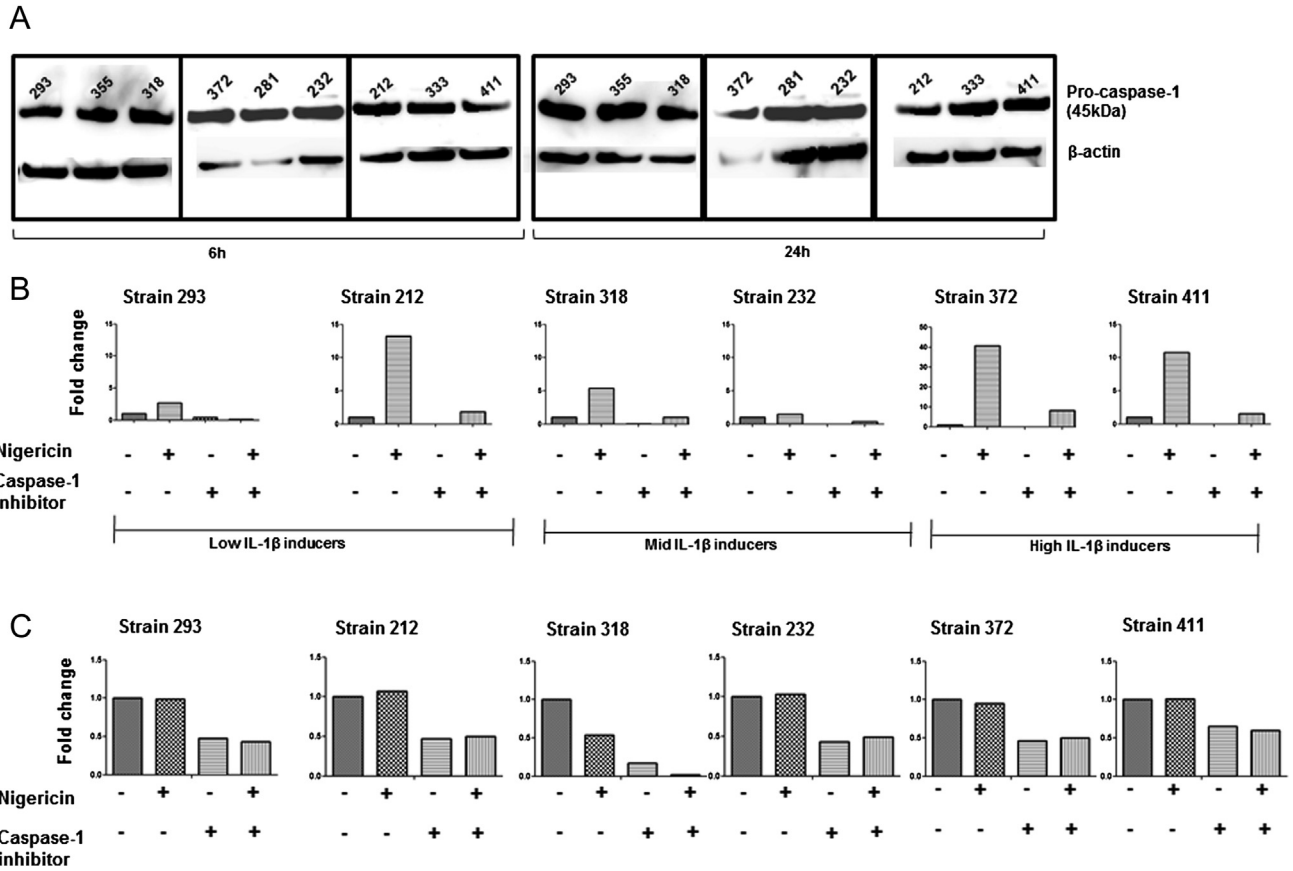 A
293 355 318 372 281 232 212 333 411 293 355 318 372 281 232 212 333 411
Pro-caspase-1
(45kDa)
β-actin
6h 24h
B
Strain 293 Strain 212 Strain 318 Strain 232 Strain 372 Strain 411
Fold change
15 10 5 0
15 10 5 0
15 10 5 0
15 10 5 0
50 40 30 20 10 0
15 10 5 0
Nigericin - + - + - + - + - + - + - + - + - + - + - + - +
Caspase-1
inhibitor - - + + - - + + - - + + - - + + - - + + - - + +
Low IL-1β inducers Mid IL-1β inducers High IL-1β inducers
C
Strain 293 Strain 212 Strain 318 Strain 232 Strain 372 Strain 411
Fold change
1.5 1.0 0.5 0.0
1.5 1.0 0.5 0.0
1.5 1.0 0.5 0.0
1.5 1.0 0.5 0.0
1.5 1.0 0.5 0.0
1.5 1.0 0.5 0.0
Nigericin - + - + - + - + - + - + - + - + - + - + - + - +
Caspase-1
inhibitor - - + + - - + + - - + + - - + + - - + + - - + +